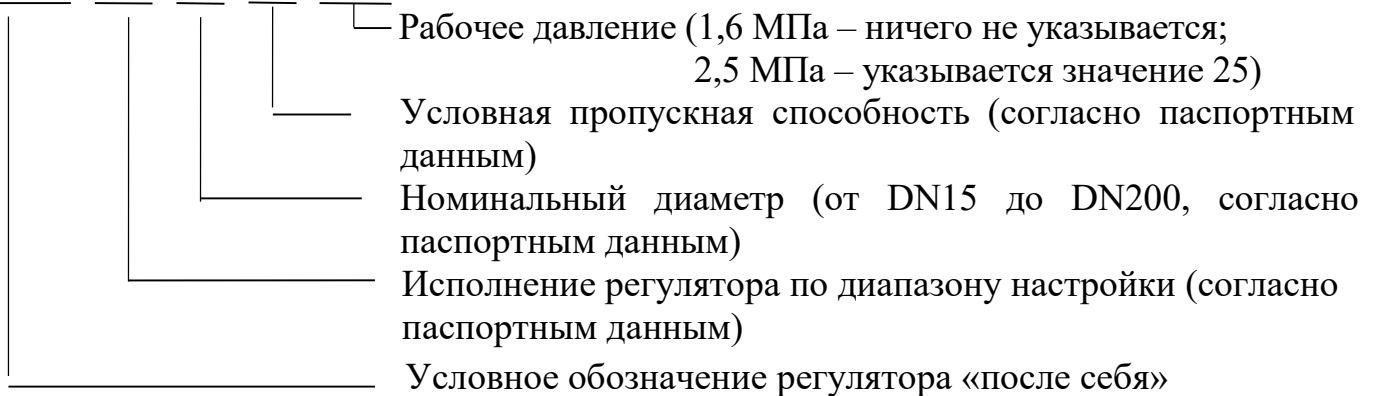 Рабочее давление (1,6 МПа – ничего не указывается;
2,5 МПа – указывается значение 25)
Условная пропускная способность (согласно паспортным
данным)
Номинальный диаметр (от DN15 до DN200, согласно
паспортным данным)
Исполнение регулятора по диапазону настройки (согласно
паспортным данным)
Условное обозначение регулятора «после себя»